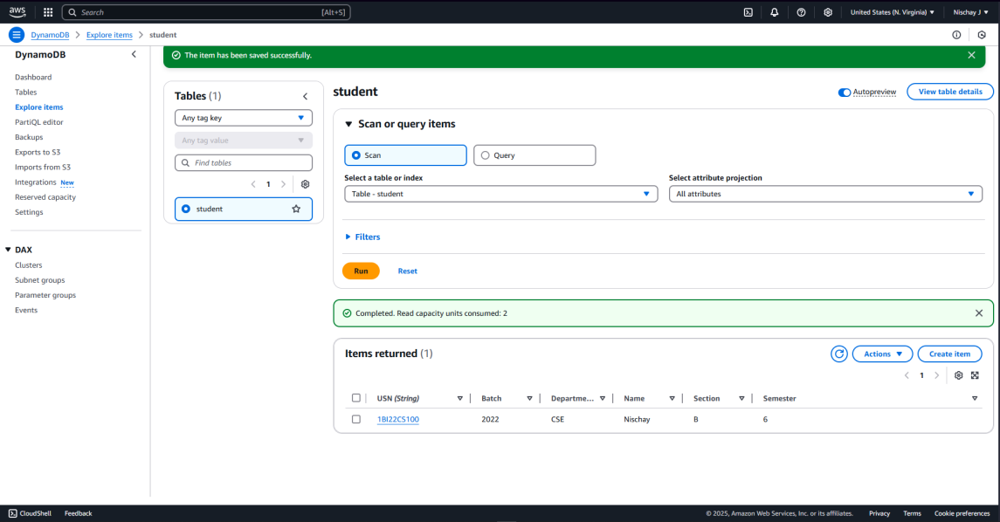 aws Search [Alt+S] United States (N. Virginia) Nischay J
DynamoDB > Explore items > student
DynamoDB
Dashboard
Tables
Explore items
PartiQL editor
Backups
Exports to S3
Imports from S3
Integrations New
Reserved capacity
Settings
DAX
Clusters
Subnet groups
Parameter groups
Events
The item has been saved successfully.
Tables (1)
Any tag key
Any tag value
Find tables
1
student
student
Autopreview View table details
Scan or query items
Scan Query
Select a table or index Select attribute projection
Table - student All attributes
Filters
Run Reset
Completed. Read capacity units consumed: 2
Items returned (1) Actions Create item
1
USN (String) Batch Departme... Name Section Semester
1BI22CS100 2022 CSE Nischay B 6
CloudShell Feedback © 2025, Amazon Web Services, Inc. or its affiliates. Privacy Terms Cookie preferences